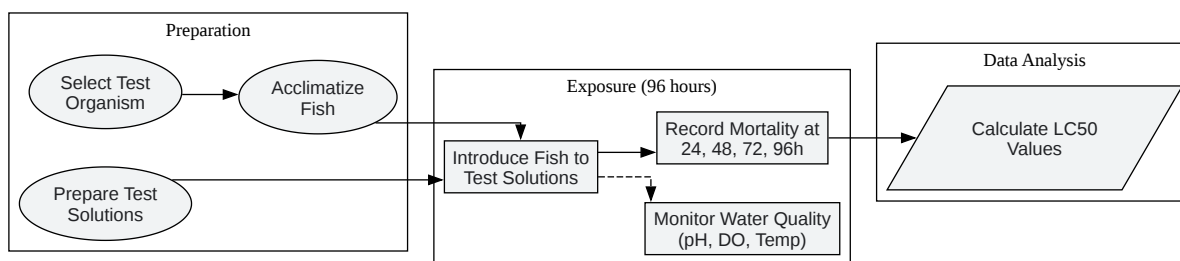 Preparation
Select Test
Organism
Acclimatize
Fish
Prepare Test
Solutions
Exposure (96 hours)
Introduce Fish to
Test Solutions
Record Mortality at
24, 48, 72, 96h
Monitor Water Quality
(pH, DO, Temp)
Data Analysis
Calculate LC50
Values